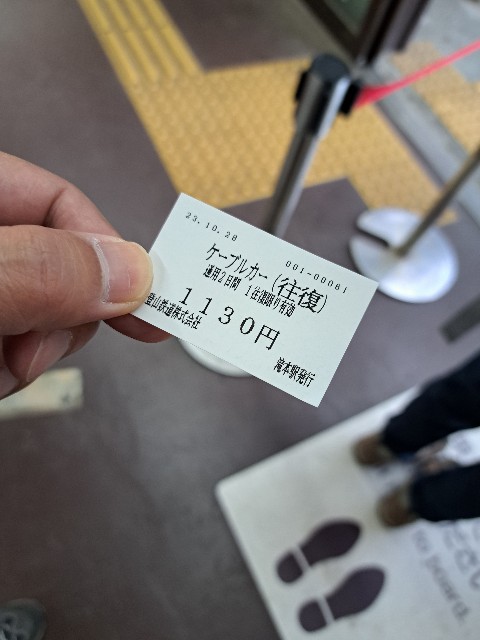 23.10.28
001-00061
ケーブルカー(往復)
通用2日間 1往復限り有効
1130円
登山鉄道株式会社
滝本駅発行